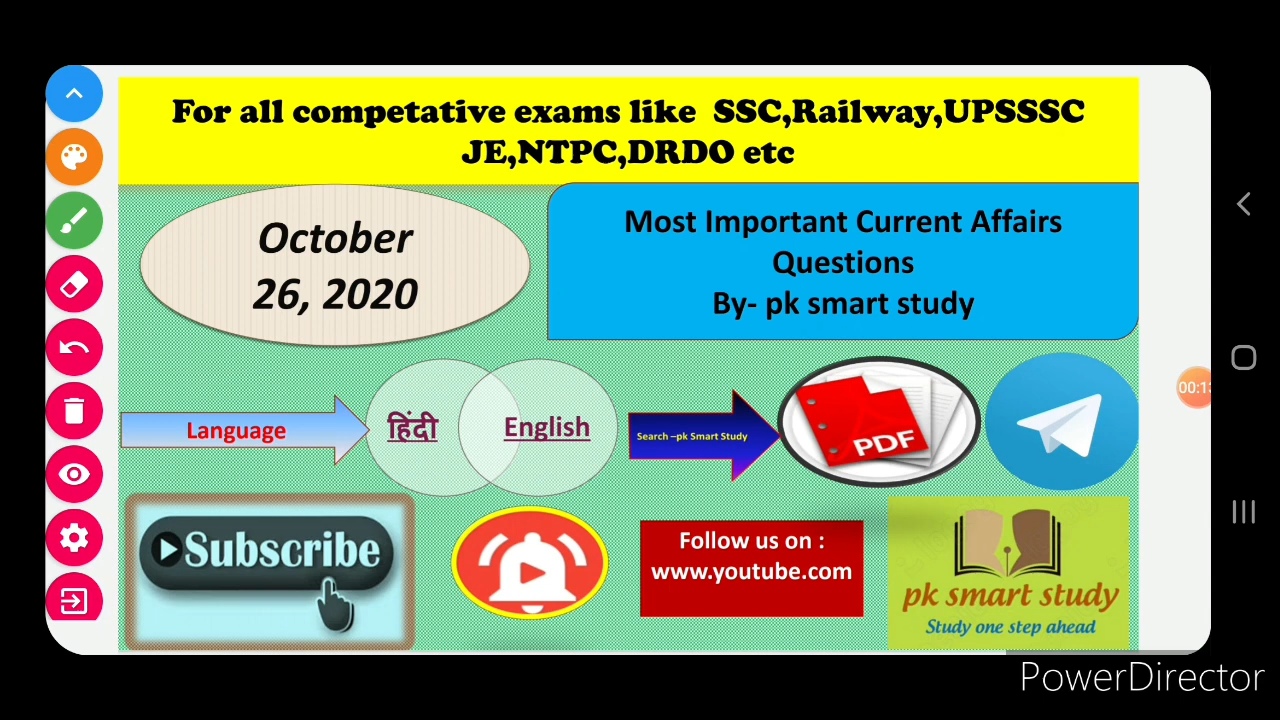 For all competative exams like SSC,Railway,UPSSSC
JE,NTPC,DRDO etc
October
26, 2020
Most Important Current Affairs
Questions
By- pk smart study
Language
हिंदी
English
Search –pk Smart Study
PDF
00:13
Subscribe
Follow us on :
www.youtube.com
pk smart study
Study one step ahead
PowerDirector